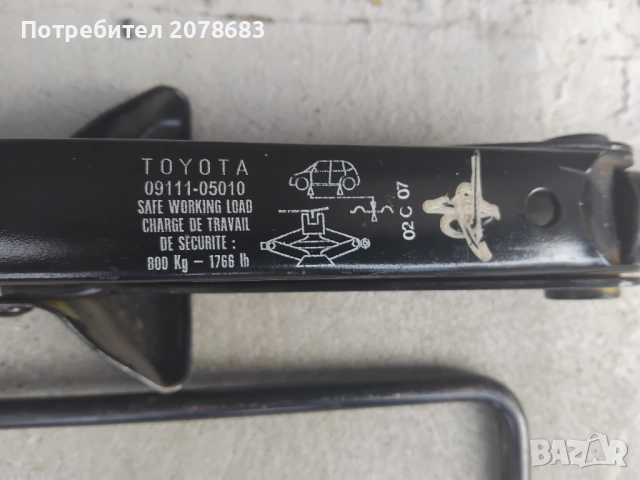 Потребител 2078683
TOYOTA
09111-05010
SAFE WORKING LOAD
CHARGE DE TRAVAIL
DE SECURITE :
800 Kg - 1766 lb
02 C 07
BAZAR